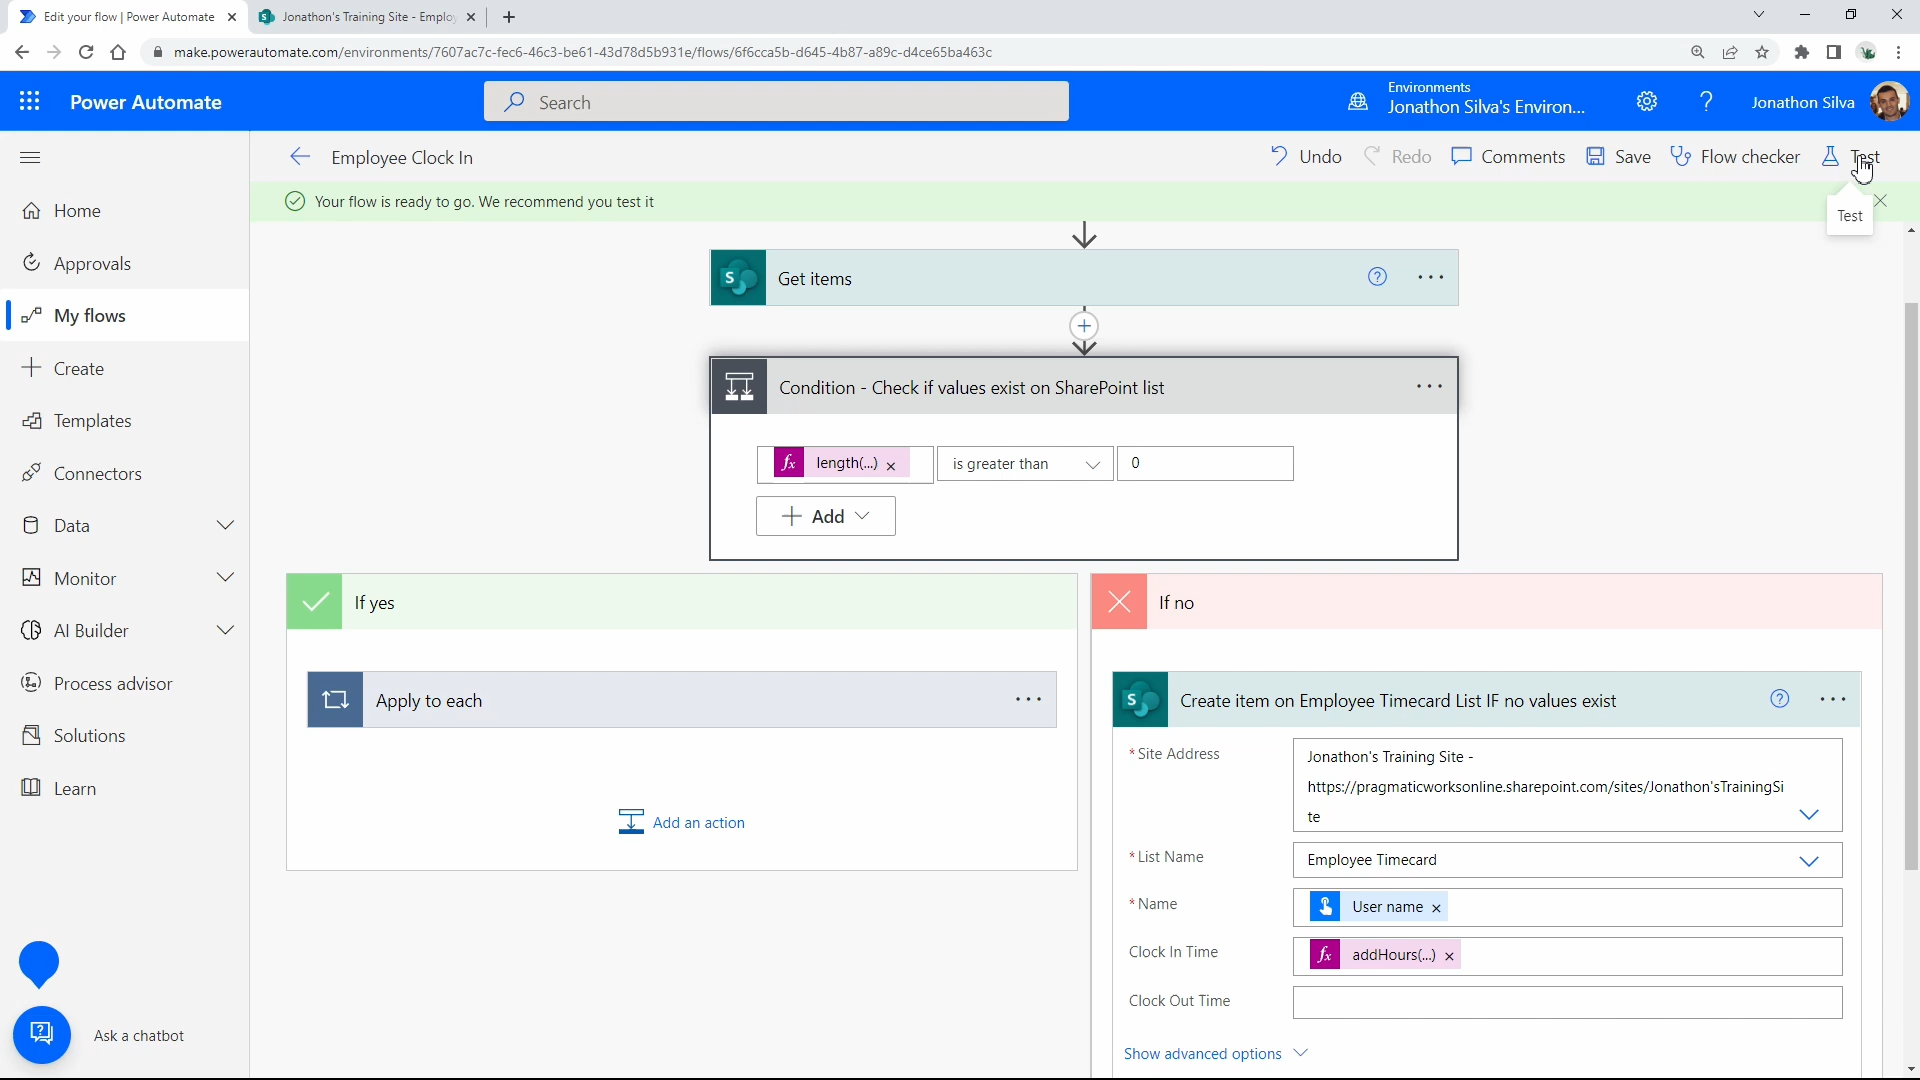 Edit your flow | Power Automate
Jonathon's Training Site - Emplo
make.powerautomate.com/environments/7607ac7c-fec6-46c3-be61-43d78d5b931e/flows/6f6cca5b-d645-4b87-a89c-d4ce65ba463c
Power Automate
Search
Environments
Jonathon Silva's Environ...
Jonathon Silva
Employee Clock In
Undo
Redo
Comments
Save
Flow checker
Test
Your flow is ready to go. We recommend you test it
Test
Home
Approvals
My flows
Create
Templates
Connectors
Data
Monitor
AI Builder
Process advisor
Solutions
Learn
Ask a chatbot
Get items
Condition - Check if values exist on SharePoint list
fx length(...)
is greater than
0
Add
If yes
Apply to each
Add an action
If no
Create item on Employee Timecard List IF no values exist
* Site Address
Jonathon's Training Site -
https://pragmaticworksonline.sharepoint.com/sites/Jonathon'sTrainingSi
te
* List Name
Employee Timecard
* Name
User name
Clock In Time
fx addHours(...)
Clock Out Time
Show advanced options